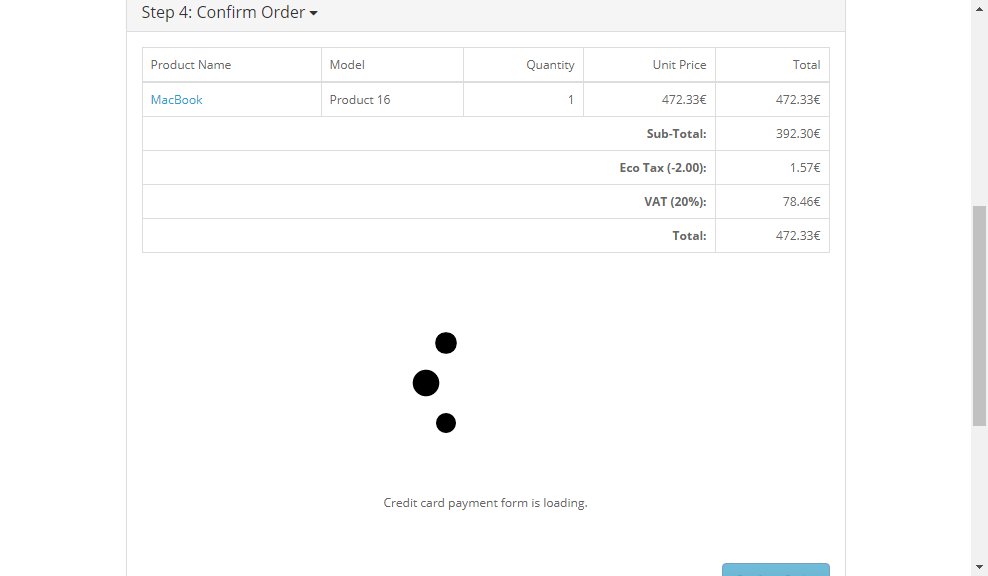 Step 4: Confirm Order
Product Name Model Quantity Unit Price Total
MacBook Product 16 1 472.33€ 472.33€
Sub-Total: 392.30€
Eco Tax (-2.00): 1.57€
VAT (20%): 78.46€
Total: 472.33€
Credit card payment form is loading.